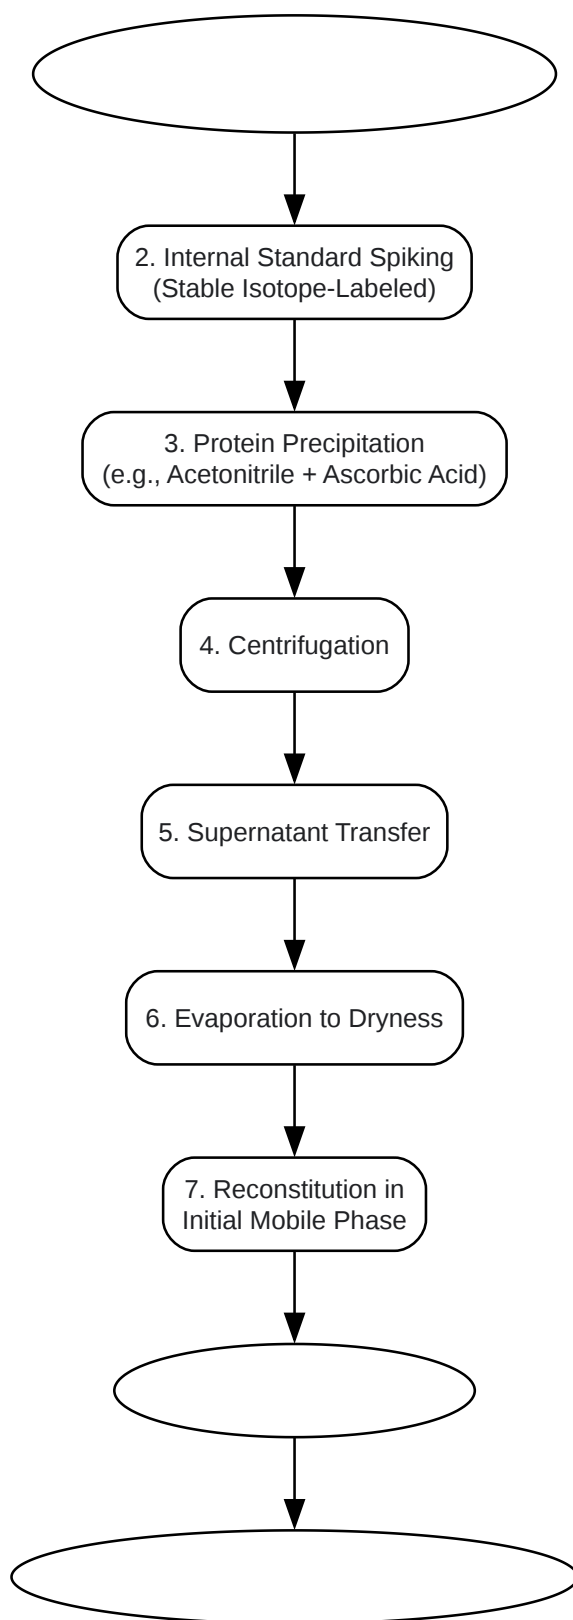 2. Internal Standard Spiking
(Stable Isotope-Labeled)
3. Protein Precipitation
(e.g., Acetonitrile + Ascorbic Acid)
4. Centrifugation
5. Supernatant Transfer
6. Evaporation to Dryness
7. Reconstitution in
Initial Mobile Phase